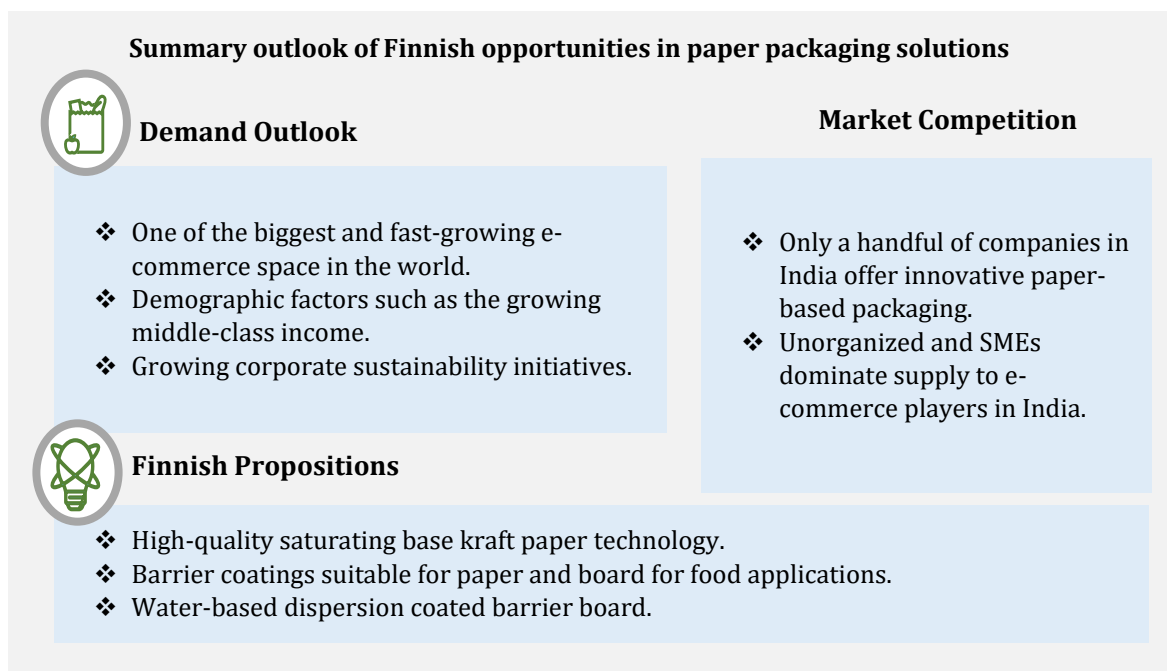 Summary outlook of Finnish opportunities in paper packaging solutions
Demand Outlook
❖ One of the biggest and fast-growing e-
commerce space in the world.
❖ Demographic factors such as the growing
middle-class income.
❖ Growing corporate sustainability initiatives.
Market Competition
❖ Only a handful of companies in
India offer innovative paper-
based packaging.
❖ Unorganized and SMEs
dominate supply to e-
commerce players in India.
Finnish Propositions
❖ High-quality saturating base kraft paper technology.
❖ Barrier coatings suitable for paper and board for food applications.
❖ Water-based dispersion coated barrier board.